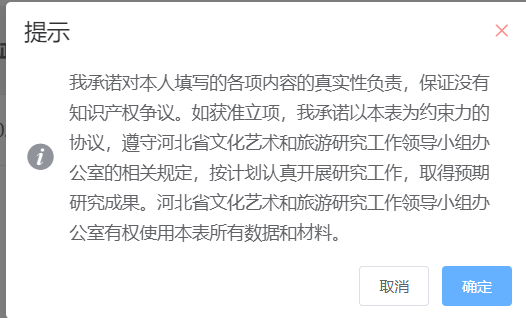 提示
我承诺对本人填写的各项内容的真实性负责，保证没有
知识产权争议。如获准立项，我承诺以本表为约束力的
协议，遵守河北省文化艺术和旅游研究工作领导小组办
公室的相关规定，按计划认真开展研究工作，取得预期
研究成果。河北省文化艺术和旅游研究工作领导小组办
公室有权使用本表所有数据和材料。
取消
确定